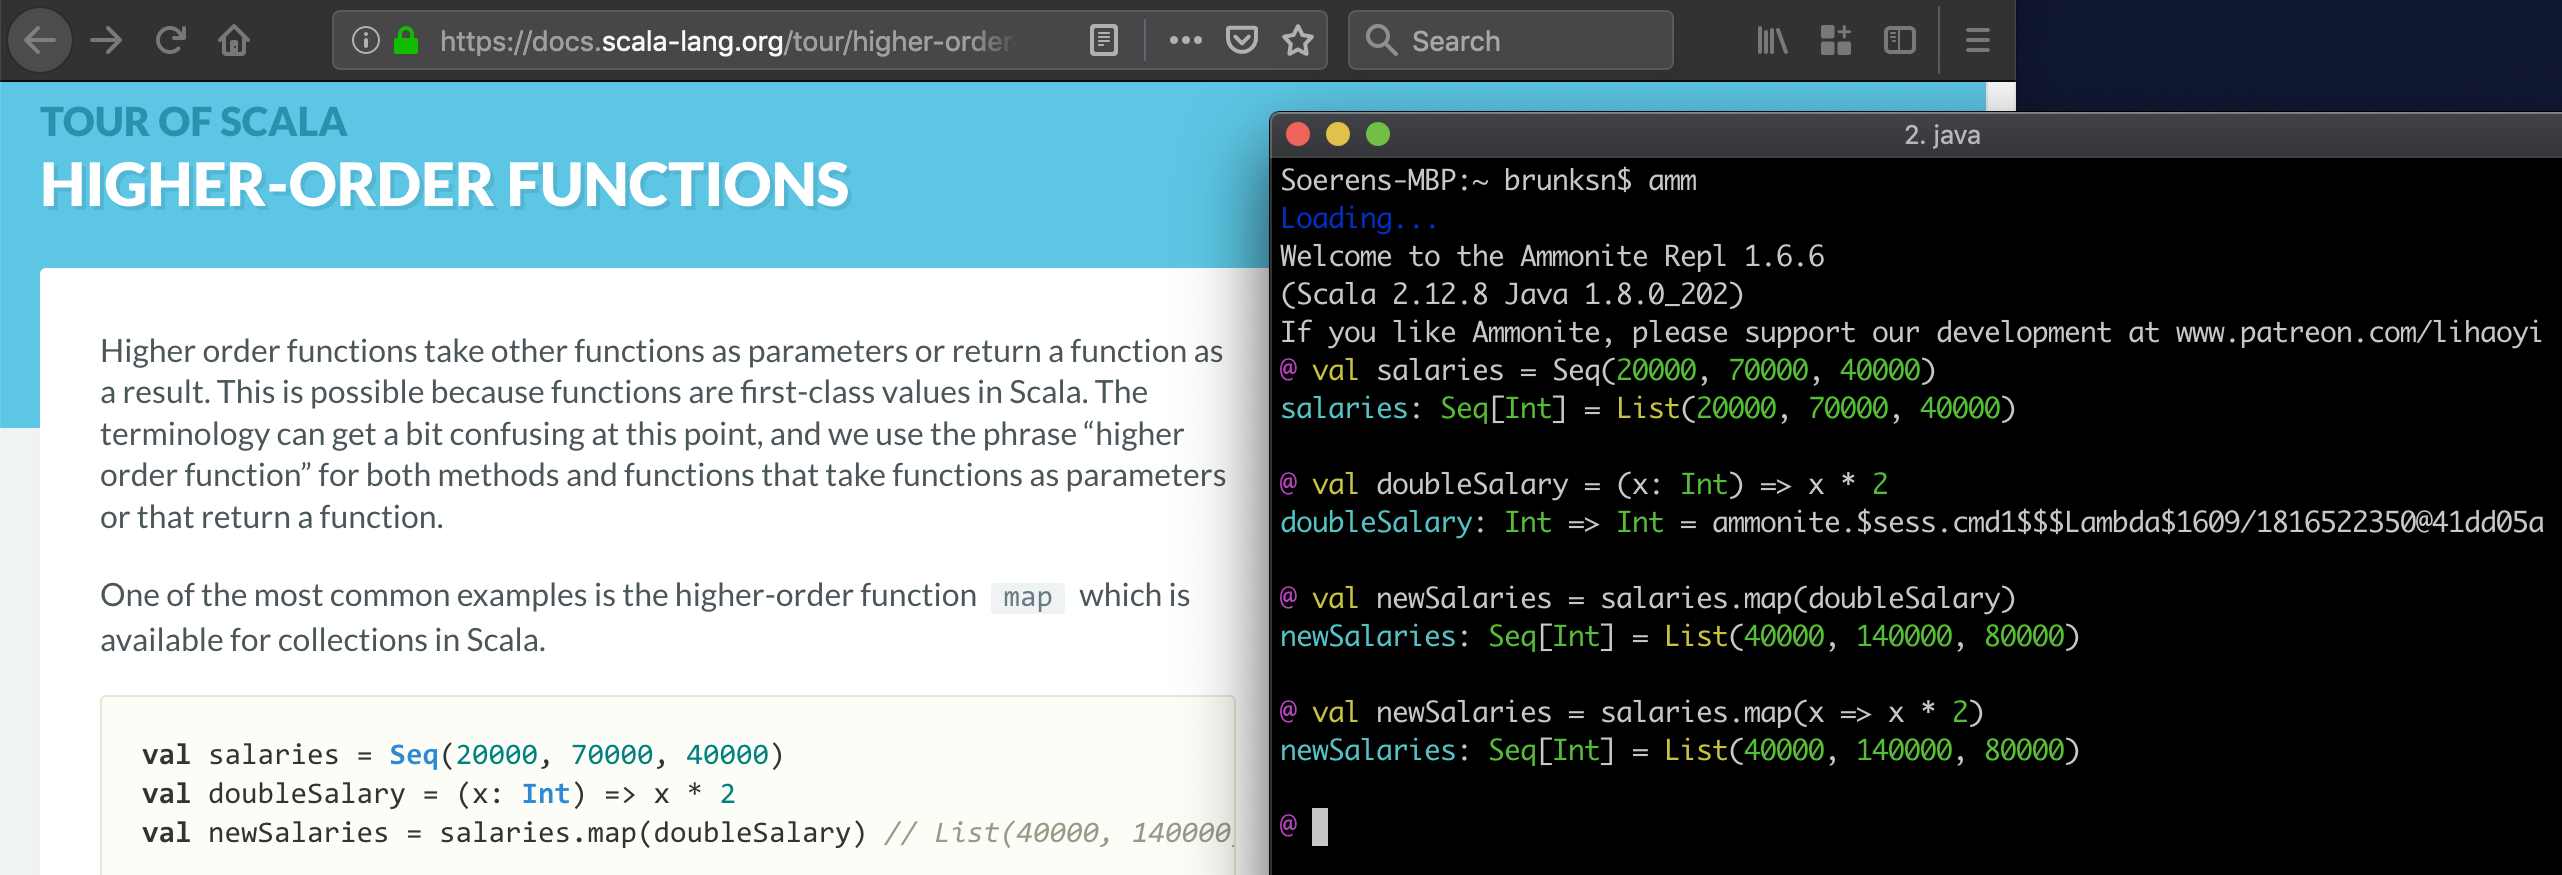 https://docs.scala-lang.org/tour/higher-order-
Search
TOUR OF SCALA
HIGHER-ORDER FUNCTIONS
Higher order functions take other functions as parameters or return a function as
a result. This is possible because functions are first-class values in Scala. The
terminology can get a bit confusing at this point, and we use the phrase “higher
order function” for both methods and functions that take functions as parameters
or that return a function.
One of the most common examples is the higher-order function map which is
available for collections in Scala.
val salaries = Seq(20000, 70000, 40000)
val doubleSalary = (x: Int) => x * 2
val newSalaries = salaries.map(doubleSalary) // List(40000, 140000,
2. java
Soerens-MBP:~ brunksn$ amm
Loading...
Welcome to the Ammonite Repl 1.6.6
(Scala 2.12.8 Java 1.8.0_202)
If you like Ammonite, please support our development at www.patreon.com/lihaoyi
@ val salaries = Seq(20000, 70000, 40000)
salaries: Seq[Int] = List(20000, 70000, 40000)
@ val doubleSalary = (x: Int) => x * 2
doubleSalary: Int => Int = ammonite.$sess.cmd1$$$Lambda$1609/1816522350@41dd05a
@ val newSalaries = salaries.map(doubleSalary)
newSalaries: Seq[Int] = List(40000, 140000, 80000)
@ val newSalaries = salaries.map(x => x * 2)
newSalaries: Seq[Int] = List(40000, 140000, 80000)
@